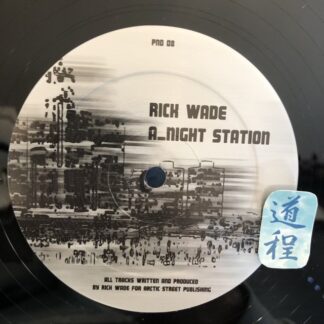 PND 08
RICK WADE
A_NIGHT STATION
道程
ALL TRACKS WRITTEN AND PRODUCED
BY RICK WADE FOR ARCTIC STREET PUBLISHING